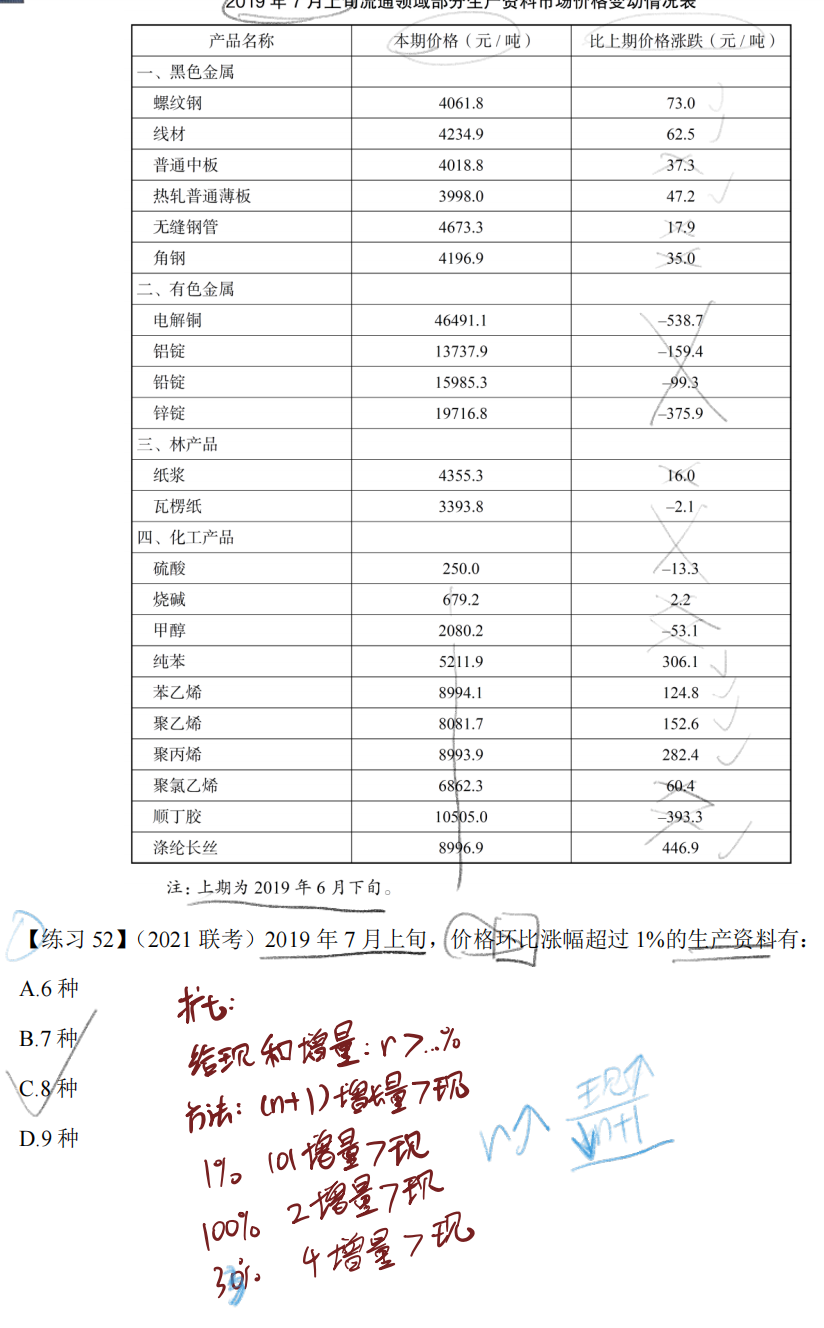 2019 年 7 月上旬流通领域部分生产资料市场价格变动情况表
产品名称 本期价格（元 / 吨） 比上期价格涨跌（元 / 吨）
一、黑色金属
螺纹钢 4061.8 73.0
线材 4234.9 62.5
普通中板 4018.8 37.3
热轧普通薄板 3998.0 47.2
无缝钢管 4673.3 17.9
角钢 4196.9 35.0
二、有色金属
电解铜 46491.1 –538.7
铝锭 13737.9 –159.4
铅锭 15985.3 –99.3
锌锭 19716.8 –375.9
三、林产品
纸浆 4355.3 16.0
瓦楞纸 3393.8 –2.1
四、化工产品
硫酸 250.0 –13.3
烧碱 679.2 2.2
甲醇 2080.2 –53.1
纯苯 5211.9 306.1
苯乙烯 8994.1 124.8
聚乙烯 8081.7 152.6
聚丙烯 8993.9 282.4
聚氯乙烯 6862.3 60.4
顺丁胶 10505.0 –393.3
涤纶长丝 8996.9 446.9
注: 上期为 2019 年 6 月下旬。
【练习 52】（2021 联考）2019 年 7 月上旬，价格环比涨幅超过 1%的生产资料有：
A.6 种
B.7 种
C.8 种
D.9 种
扩七:
给现和增量: r>...%
方法: (n+1)增长量>现
1% 101增量>现
100% 2增量>现
4增量>现
n↑ 现↑
↓n+1